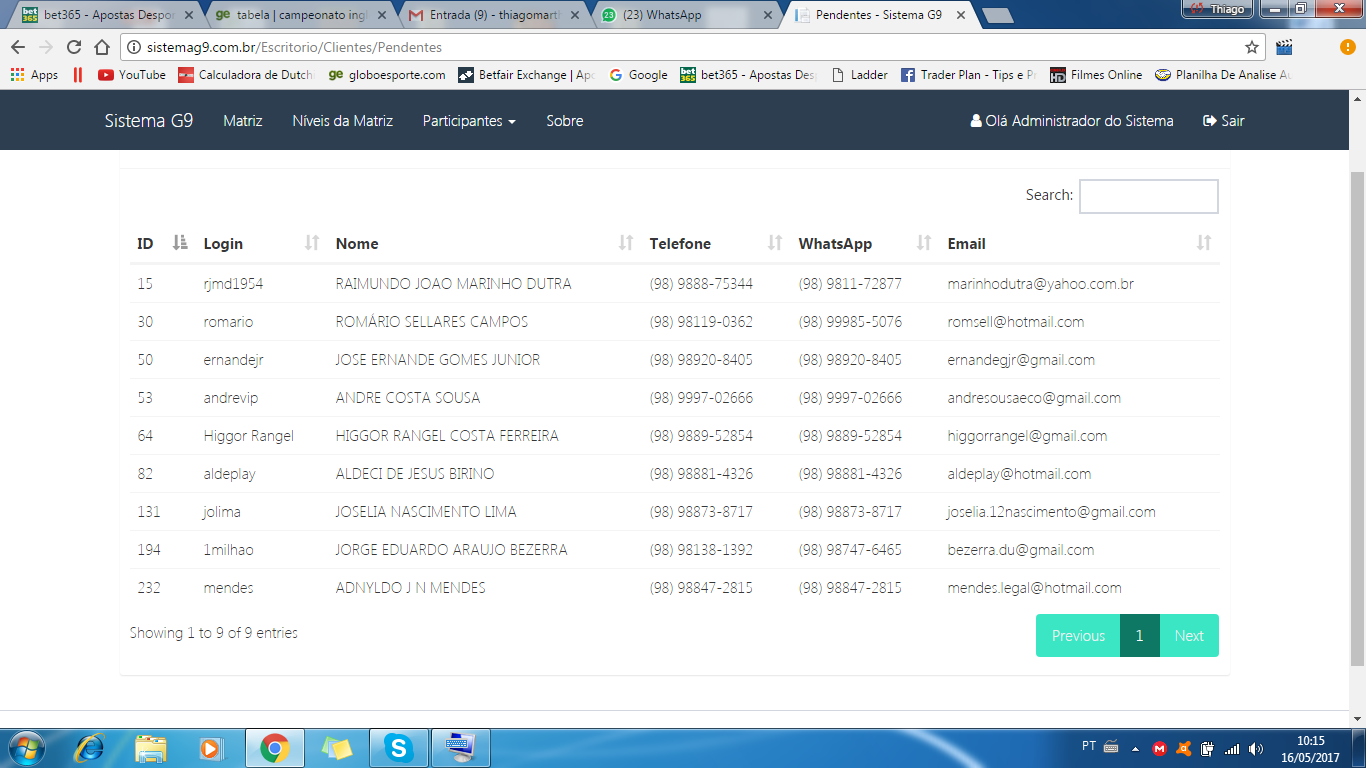 bet365 - Apostas Despor
tabela | campeonato ingl
Entrada (9) - thiagomarth
(23) WhatsApp
Pendentes - Sistema G9
Thiago
sistemag9.com.br/Escritorio/Clientes/Pendentes
Apps YouTube Calculadora de Dutchi globoesporte.com Betfair Exchange | Apo Google bet365 - Apostas Desp Ladder Trader Plan - Tips e Pr Filmes Online Planilha De Analise Au
Sistema G9 Matriz Níveis da Matriz Participantes Sobre Olá Administrador do Sistema Sair
Search:
ID Login Nome Telefone WhatsApp Email
15 rjmd1954 RAIMUNDO JOAO MARINHO DUTRA (98) 9888-75344 (98) 9811-72877 marinhodutra@yahoo.com.br
30 romario ROMÁRIO SELLARES CAMPOS (98) 98119-0362 (98) 99985-5076 romsell@hotmail.com
50 ernandejr JOSE ERNANDE GOMES JUNIOR (98) 98920-8405 (98) 98920-8405 ernandegjr@gmail.com
53 andrevip ANDRE COSTA SOUSA (98) 9997-02666 (98) 9997-02666 andresousaeco@gmail.com
64 Higgor Rangel HIGGOR RANGEL COSTA FERREIRA (98) 9889-52854 (98) 9889-52854 higgorrangel@gmail.com
82 aldeplay ALDECI DE JESUS BIRINO (98) 98881-4326 (98) 98881-4326 aldeplay@hotmail.com
131 jolima JOSELIA NASCIMENTO LIMA (98) 98873-8717 (98) 98873-8717 joselia.12nascimento@gmail.com
194 1milhao JORGE EDUARDO ARAUJO BEZERRA (98) 98138-1392 (98) 98747-6465 bezerra.du@gmail.com
232 mendes ADNYLDO J N MENDES (98) 98847-2815 (98) 98847-2815 mendes.legal@hotmail.com
Showing 1 to 9 of 9 entries
Previous 1 Next
PT
10:15
16/05/2017